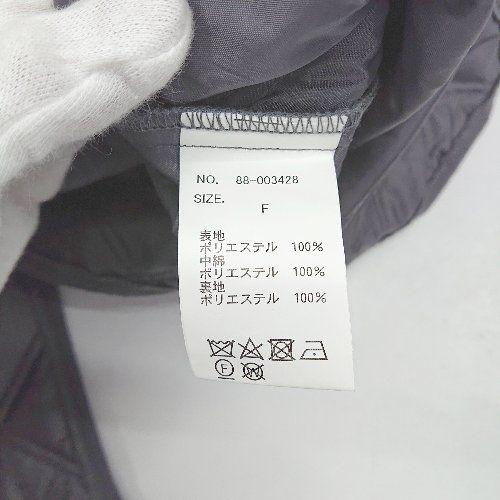 NO. 88-003428
SIZE.
F
表地
ポリエステル 100%
中綿
ポリエステル 100%
裏地
ポリエステル 100%
F W